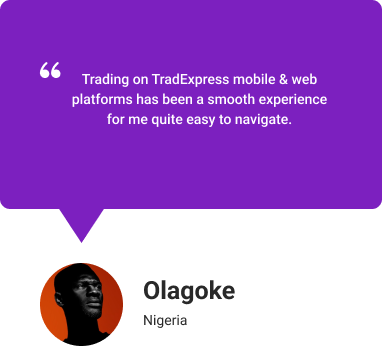 “
Trading on TradExpress mobile & web
platforms has been a smooth experience
for me quite easy to navigate.
Olagoke
Nigeria